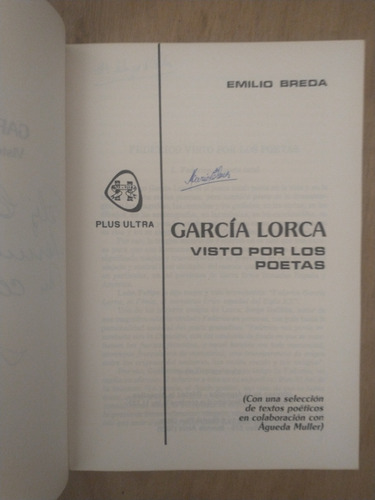 EMILIO BREDA
PLUS ULTRA
GARCÍA LORCA
VISTO POR LOS
POETAS
(Con una selección
de textos poéticos
en colaboración con
Agueda Muller)